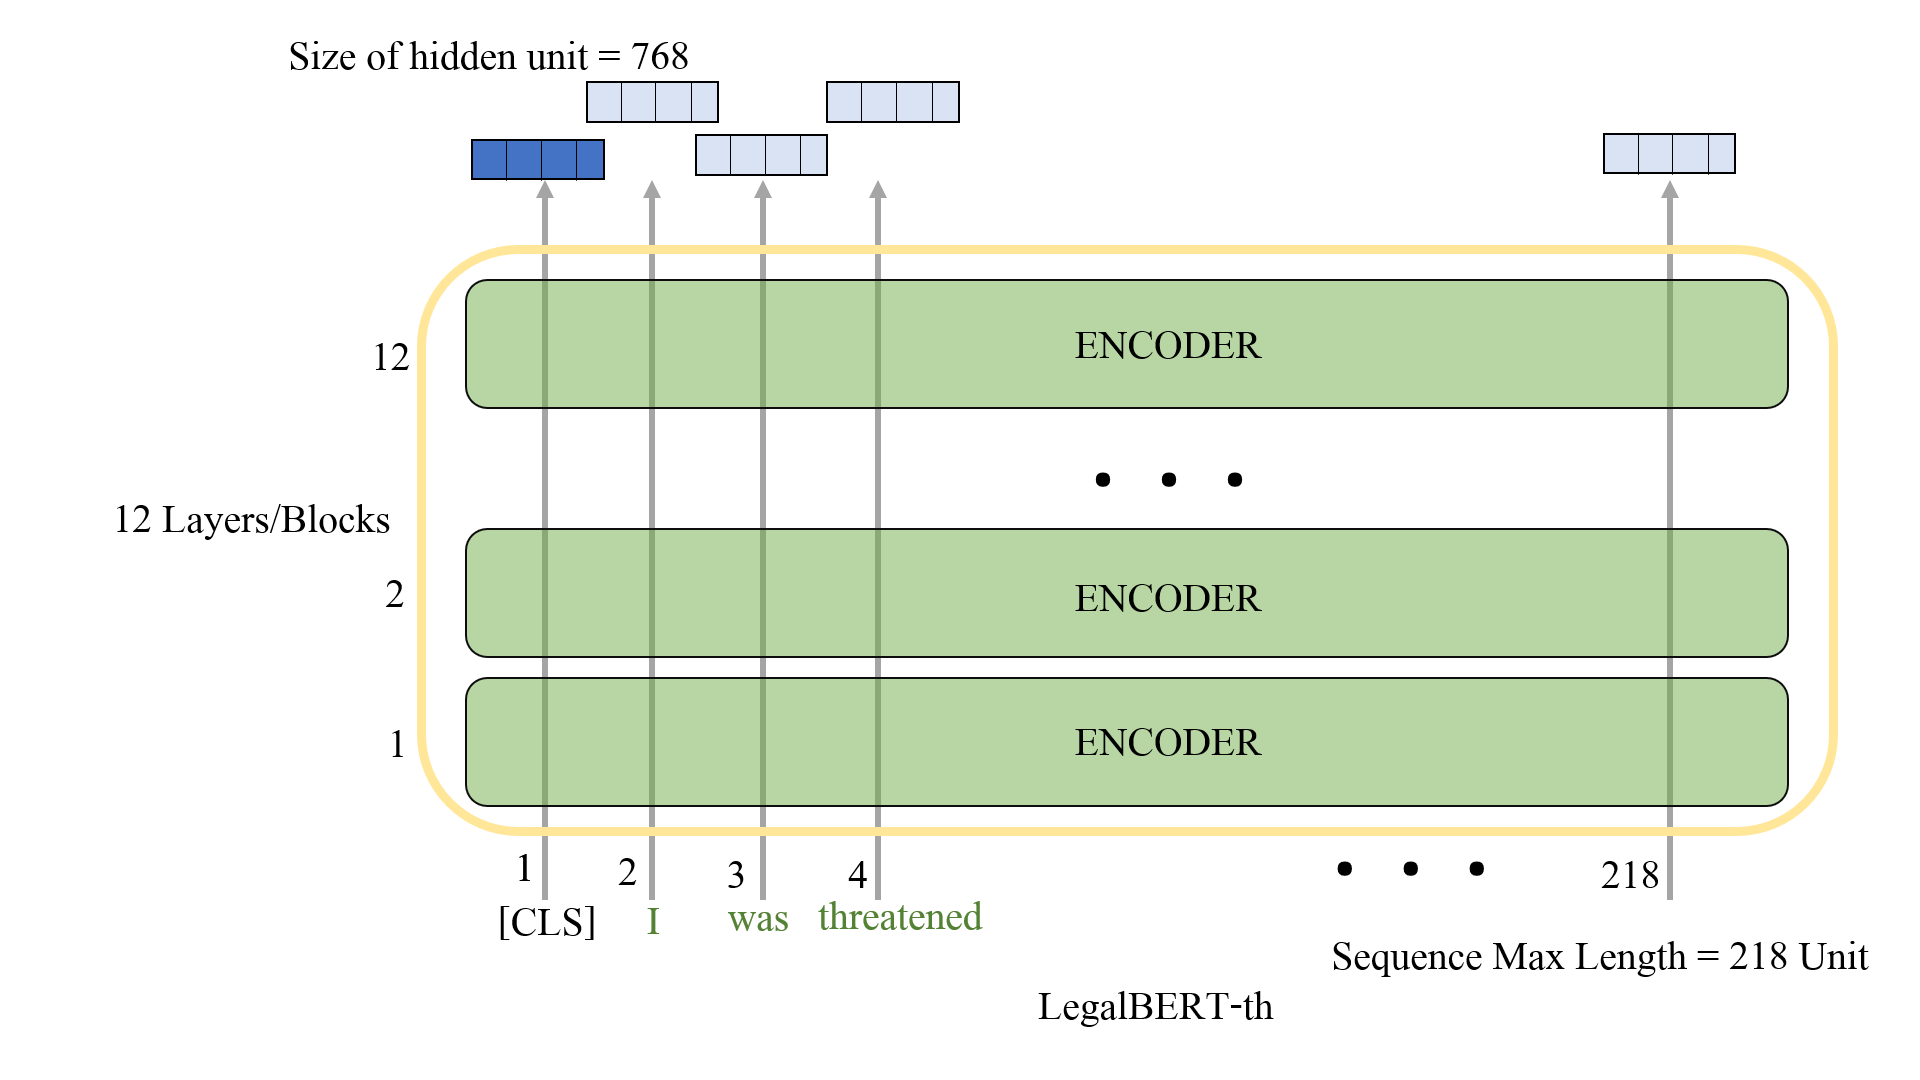 Size of hidden unit = 768
12
ENCODER
12 Layers/Blocks
2
ENCODER
1
ENCODER
1
2
3
4
218
[CLS]
I
was
threatened
Sequence Max Length = 218 Unit
LegalBERT-th